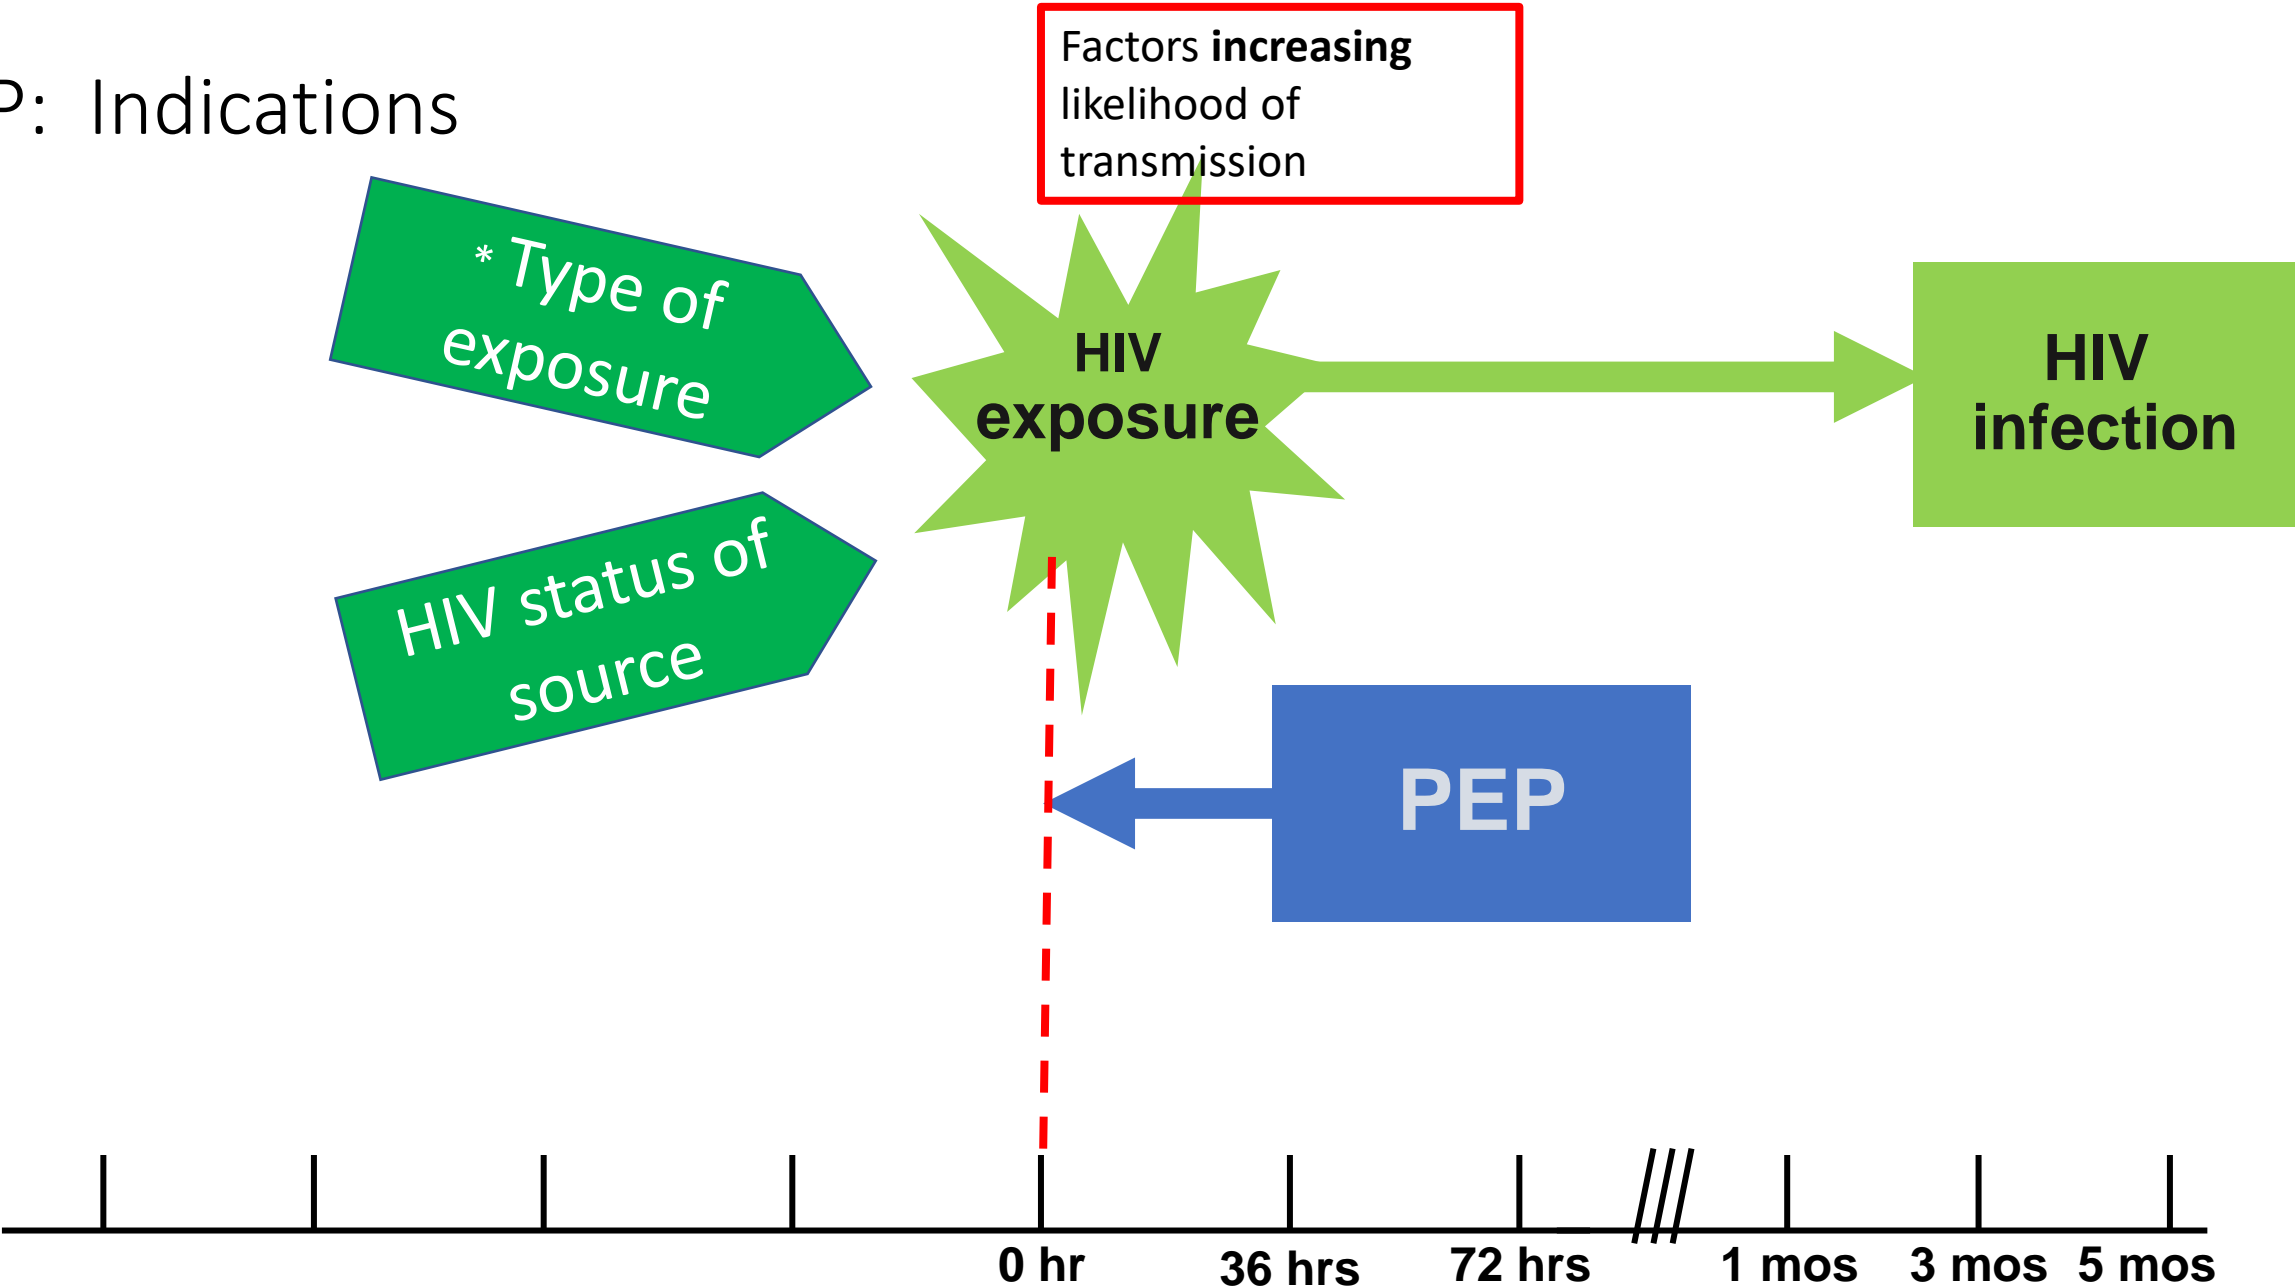 P: Indications
Factors increasing
likelihood of
transmission
* Type of
exposure
HIV
exposure
HIV
infection
HIV status of
source
PEP
0 hr
36 hrs
72 hrs
1 mos
3 mos
5 mos